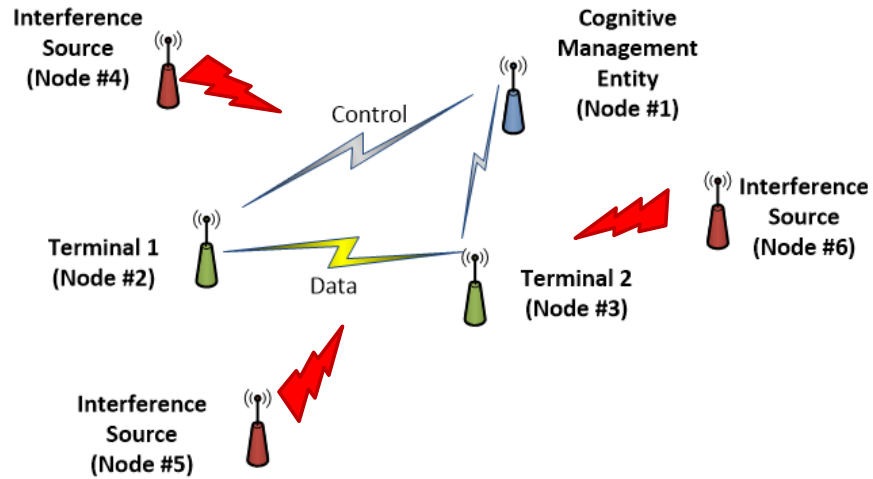 Interference
Source
(Node #4)
Cognitive
Management
Entity
(Node #1)
Control
Interference
Source
(Node #6)
Terminal 1
(Node #2)
Data
Terminal 2
(Node #3)
Interference
Source
(Node #5)